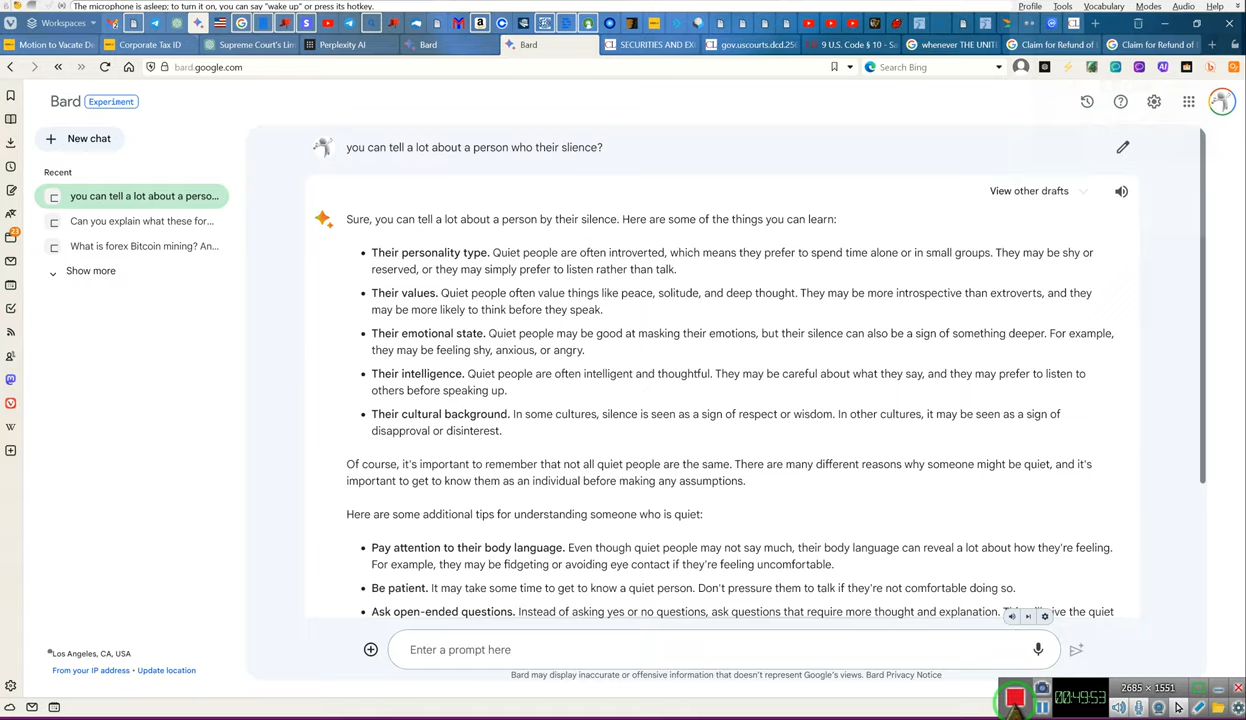 The microphone is asleep; to turn it on, you can say "wake up" or press its hotkey.
Profile Tools Vocabulary Modes Audio Help
Workspaces
Motion to Vacate De
Corporate Tax ID
Supreme Court's Lin
Perplexity AI
Bard
Bard
SECURITIES AND EX
gov.uscourts.dcd.256
9 U.S. Code § 10 - S
whenever THE UNIT
Claim for Refund of
Claim for Refund of
bard.google.com
Search Bing
Bard Experiment
New chat
Recent
you can tell a lot about a perso...
Can you explain what these for...
What is forex Bitcoin mining? An...
Show more
23
you can tell a lot about a person who their slience?
View other drafts
Sure, you can tell a lot about a person by their silence. Here are some of the things you can learn:
• Their personality type. Quiet people are often introverted, which means they prefer to spend time alone or in small groups. They may be shy or
reserved, or they may simply prefer to listen rather than talk.
• Their values. Quiet people often value things like peace, solitude, and deep thought. They may be more introspective than extroverts, and they
may be more likely to think before they speak.
• Their emotional state. Quiet people may be good at masking their emotions, but their silence can also be a sign of something deeper. For example,
they may be feeling shy, anxious, or angry.
• Their intelligence. Quiet people are often intelligent and thoughtful. They may be careful about what they say, and they may prefer to listen to
others before speaking up.
• Their cultural background. In some cultures, silence is seen as a sign of respect or wisdom. In other cultures, it may be seen as a sign of
disapproval or disinterest.
Of course, it's important to remember that not all quiet people are the same. There are many different reasons why someone might be quiet, and it's
important to get to know them as an individual before making any assumptions.
Here are some additional tips for understanding someone who is quiet:
• Pay attention to their body language. Even though quiet people may not say much, their body language can reveal a lot about how they're feeling.
For example, they may be fidgeting or avoiding eye contact if they're feeling uncomfortable.
• Be patient. It may take some time to get to know a quiet person. Don't pressure them to talk if they're not comfortable doing so.
• Ask open-ended questions. Instead of asking yes or no questions, ask questions that require more thought and explanation. give the quiet
Enter a prompt here
Bard may display inaccurate or offensive information that doesn't represent Google's views. Bard Privacy Notice
Los Angeles, CA, USA
From your IP address • Update location
00:49:53
2685 x 1551